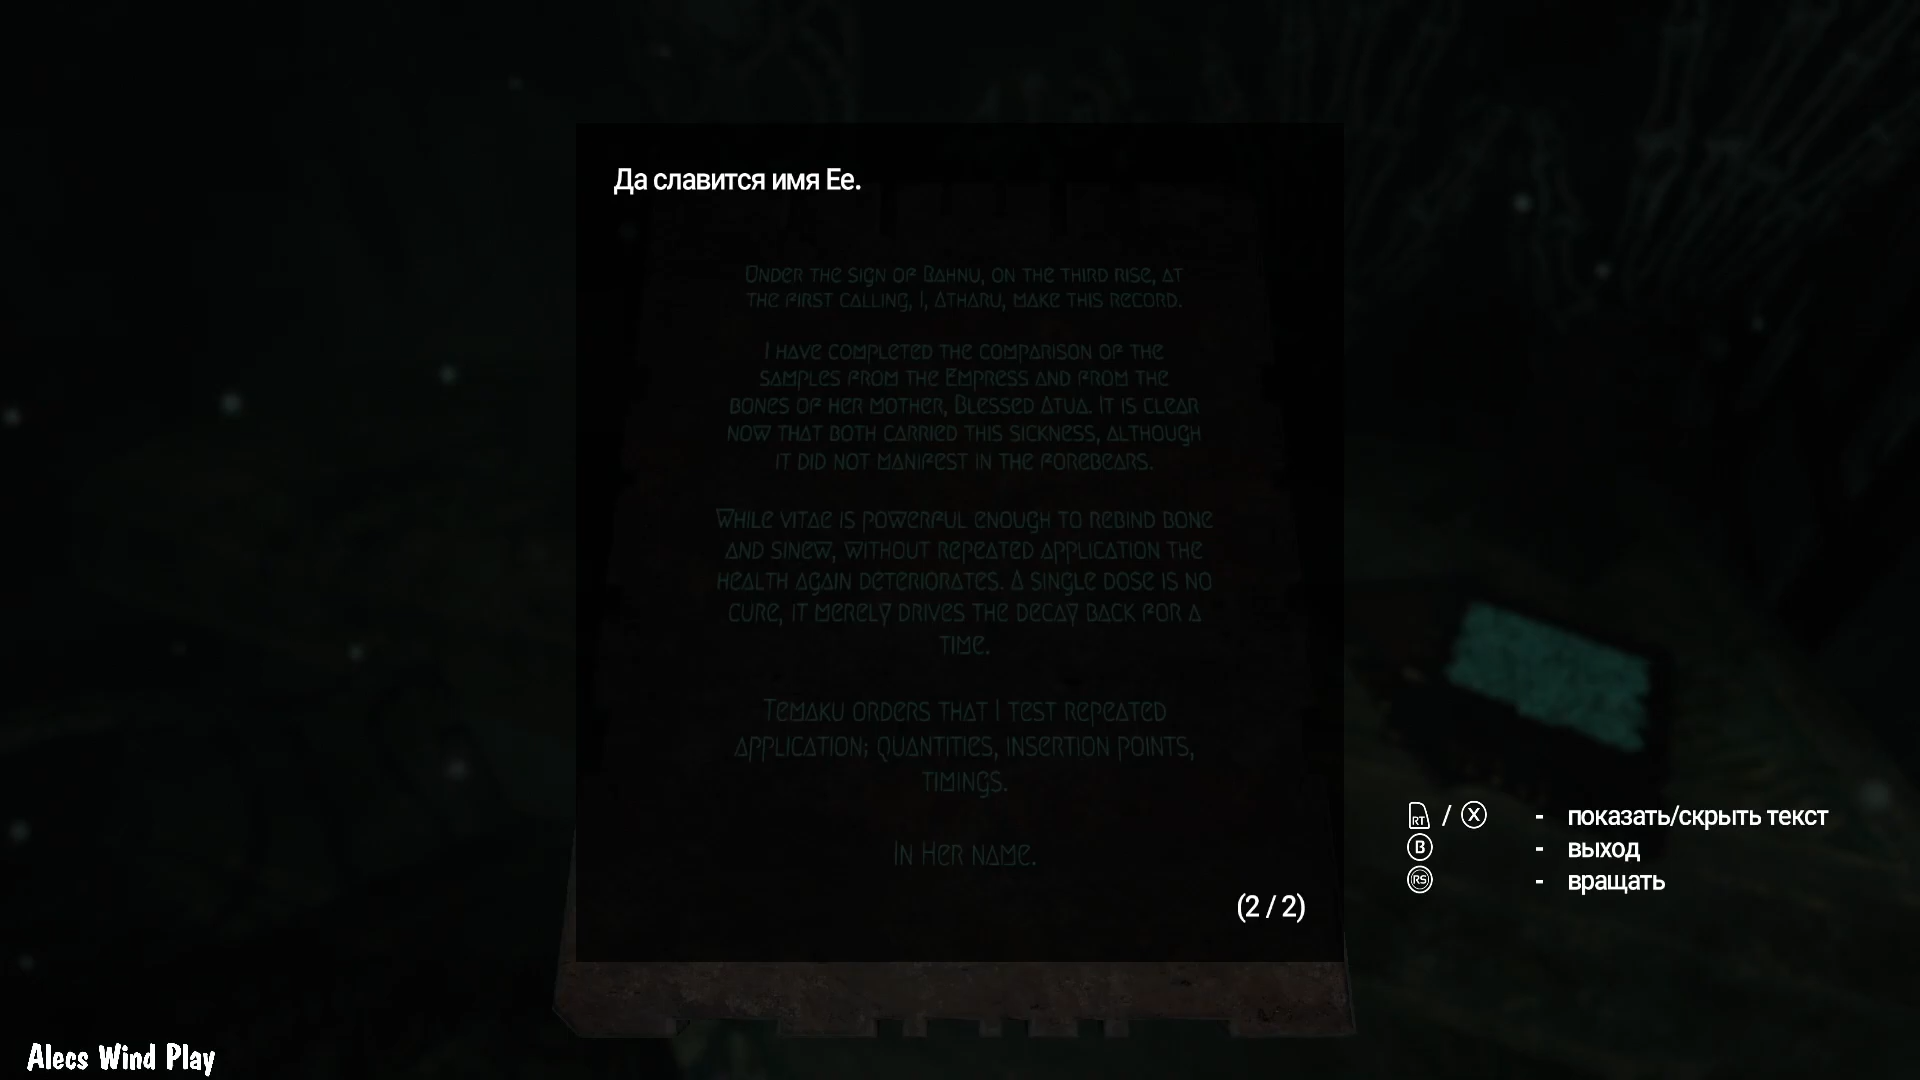 Да славится имя Ее.
Under the sign of Bahnu, on the third rise, at
the first calling, I, Atharu, make this record.
I have completed the comparison of the
samples from the Empress and from the
bones of her mother, Blessed Atua. It is clear
now that both carried this sickness, although
it did not manifest in the forebears.
While vitae is powerful enough to rebind bone
and sinew, without repeated application the
health again deteriorates. A single dose is no
cure, it merely drives the decay back for a
time.
Temaku orders that I test repeated
application; quantities, insertion points,
timings.
In Her name.
(2 / 2)
RT / X - показать/скрыть текст
B - выход
RS - вращать
Alecs Wind Play